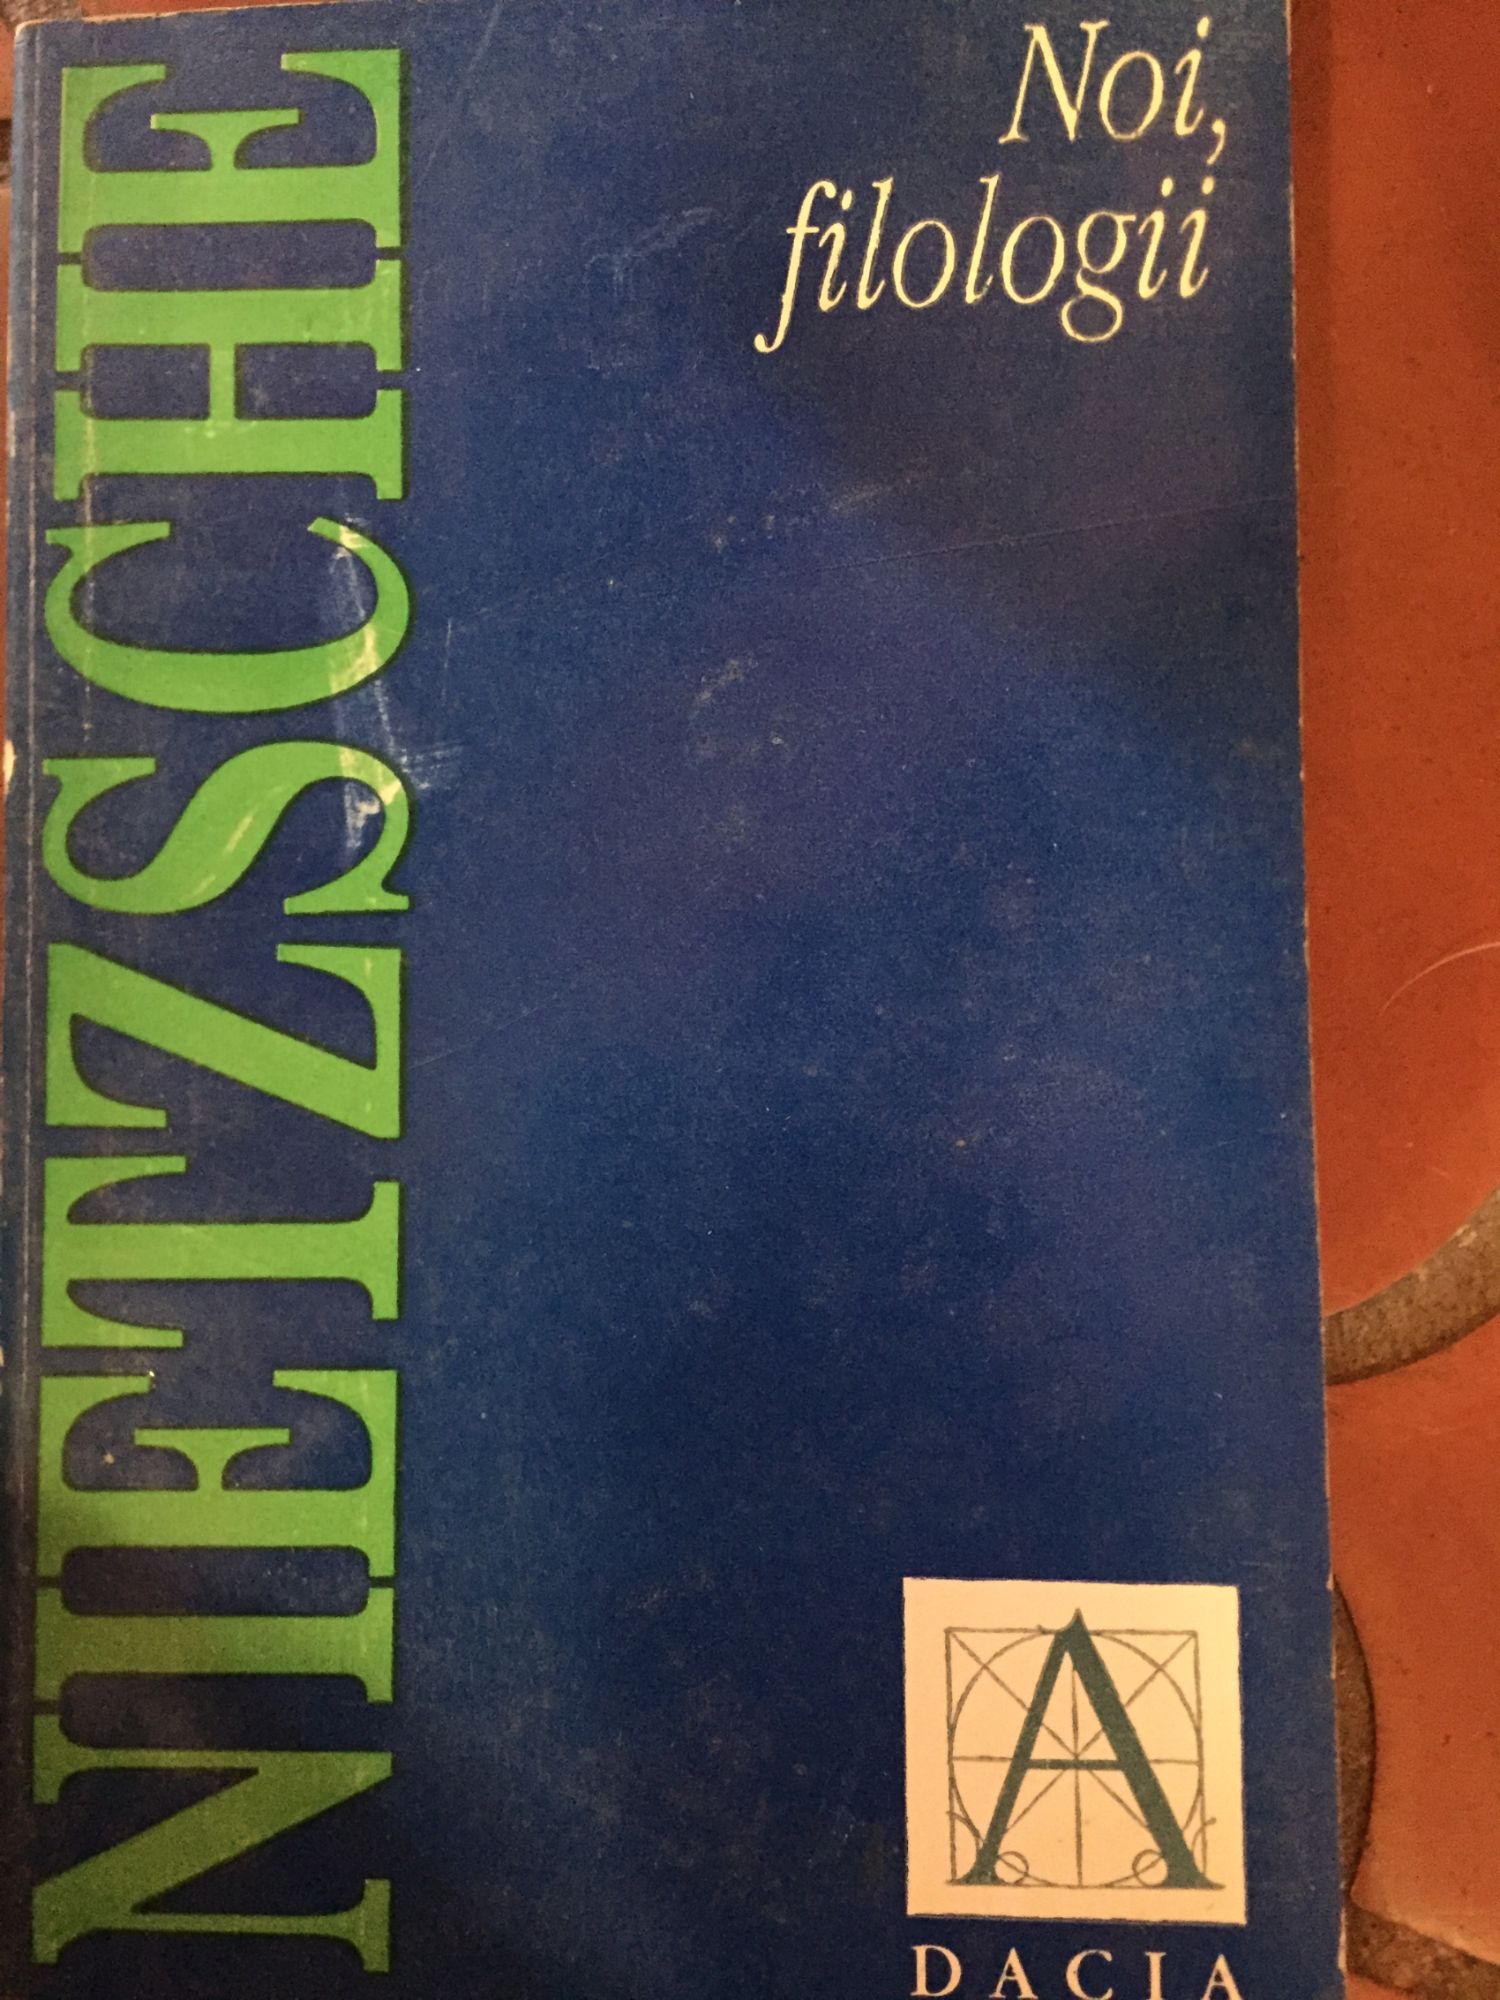 NIETZSCHE
Noi,
filologii
A
DACIA